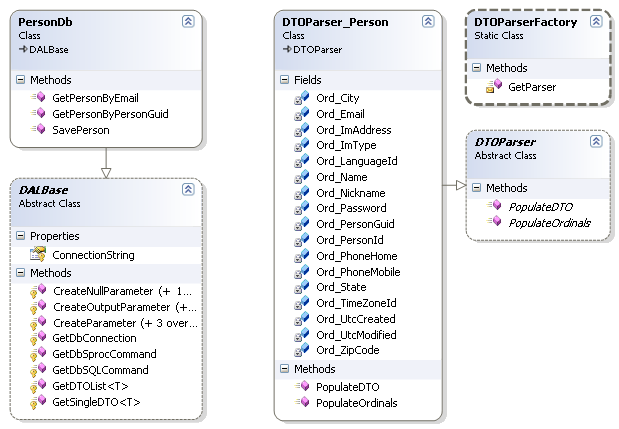 PersonDb
Class
DALBase
Methods
GetPersonByEmail
GetPersonByPersonGuid
SavePerson
DALBase
Abstract Class
Properties
ConnectionString
Methods
CreateNullParameter (+ 1...
CreateOutputParameter (+...
CreateParameter (+ 3 over...
GetDbConnection
GetDbSprocCommand
GetDbSQLCommand
GetDTOList<T>
GetSingleDTO<T>
DTOParser_Person
Class
DTOParser
Fields
Ord_City
Ord_Email
Ord_ImAddress
Ord_ImType
Ord_LanguageId
Ord_Name
Ord_Nickname
Ord_Password
Ord_PersonGuid
Ord_PersonId
Ord_PhoneHome
Ord_PhoneMobile
Ord_State
Ord_TimeZoneId
Ord_UtcCreated
Ord_UtcModified
Ord_ZipCode
Methods
PopulateDTO
PopulateOrdinals
DTOParserFactory
Static Class
Methods
GetParser
DTOParser
Abstract Class
Methods
PopulateDTO
PopulateOrdinals